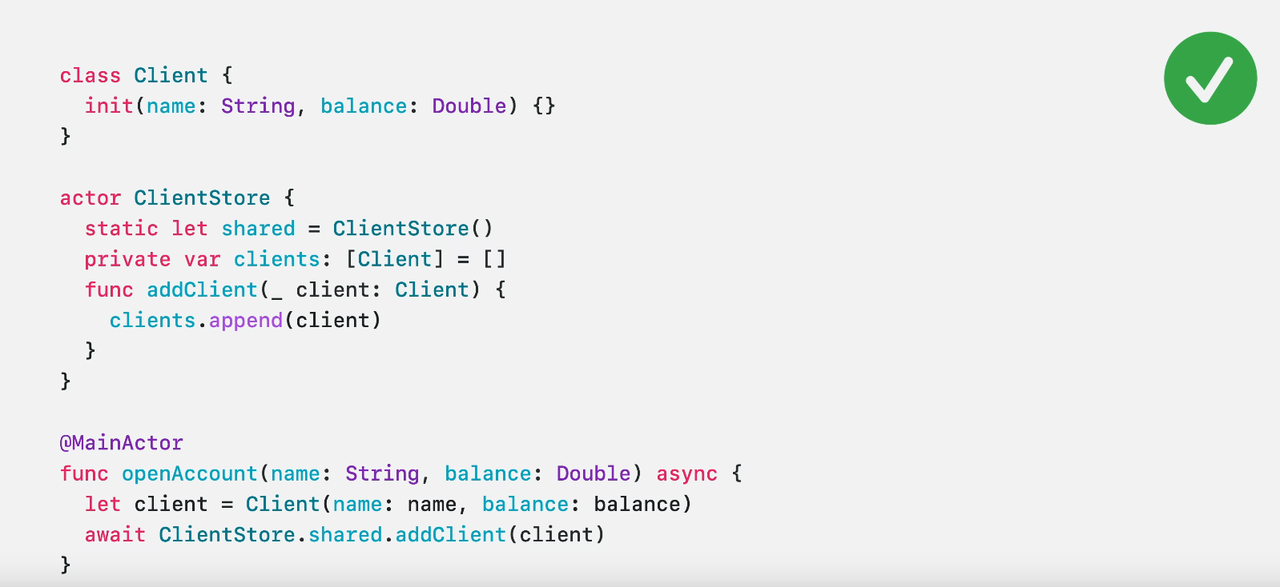 class Client {
  init(name: String, balance: Double) {}
}

actor ClientStore {
  static let shared = ClientStore()
  private var clients: [Client] = []
  func addClient(_ client: Client) {
    clients.append(client)
  }
}

@MainActor
func openAccount(name: String, balance: Double) async {
  let client = Client(name: name, balance: balance)
  await ClientStore.shared.addClient(client)
}